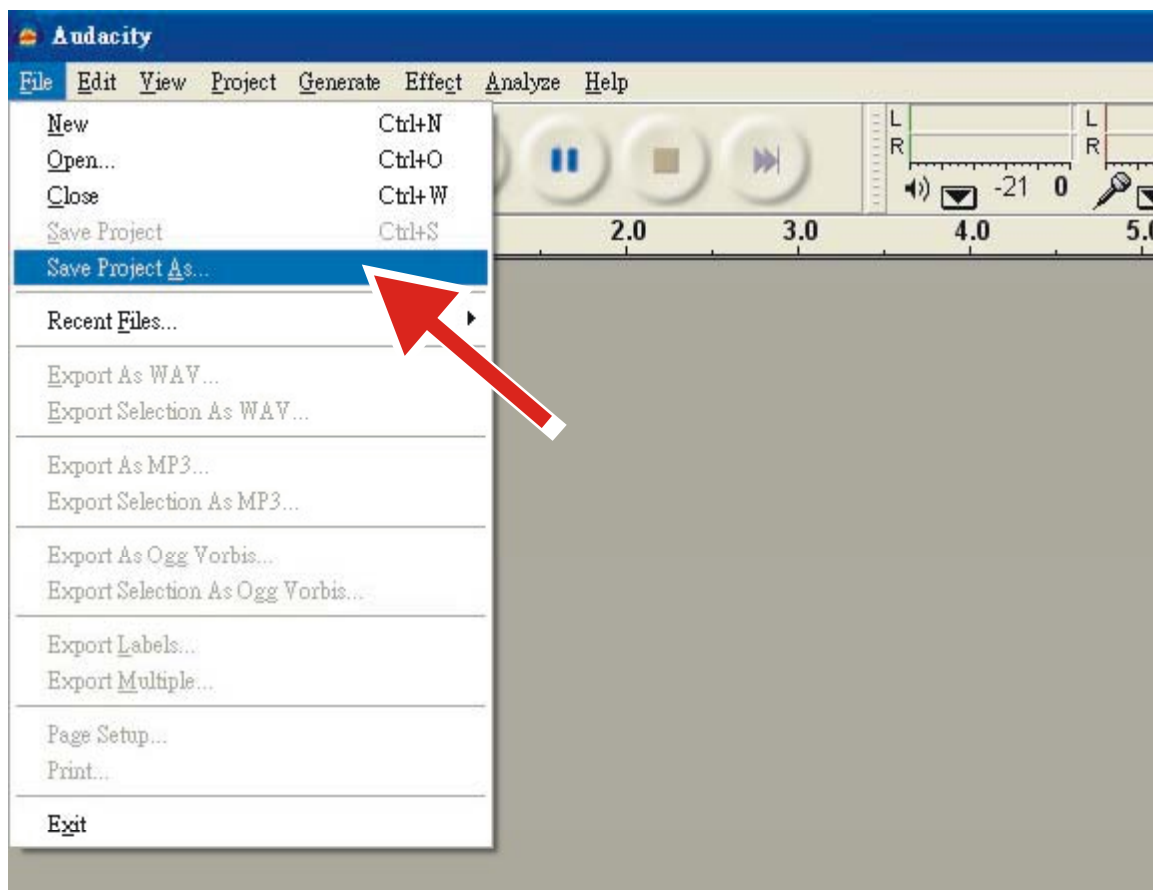 Audacity
File Edit View Project Generate Effect Analyze Help
New Ctrl+N
Open... Ctrl+O
Close Ctrl+W
Save Project Ctrl+S
Save Project As...
Recent Files...
Export As WAV...
Export Selection As WAV...
Export As MP3...
Export Selection As MP3...
Export As Ogg Vorbis...
Export Selection As Ogg Vorbis...
Export Labels...
Export Multiple...
Page Setup...
Print...
Exit
L L
R R
-21 0
2.0 3.0 4.0 5.0